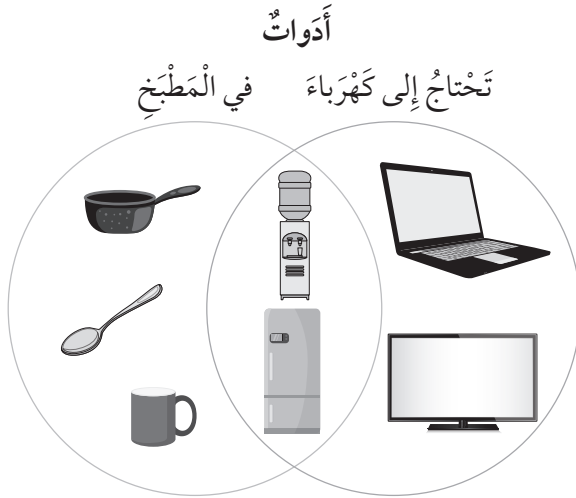 أَدَواتٌ
تَحْتاجُ إِلى كَهْرَباءَ في الْمَطْبَخِ